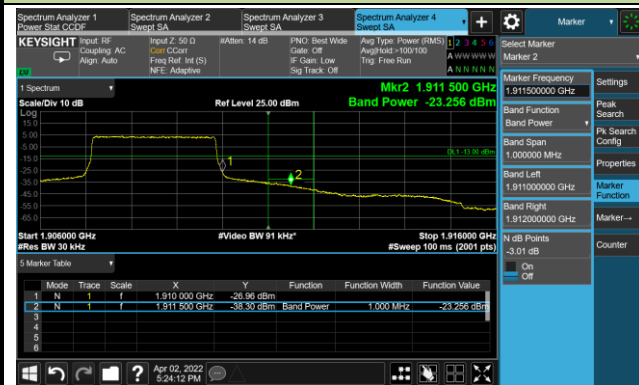 Spectrum Analyzer 1
Power Stat CCDF
Spectrum Analyzer 2
Swept SA
Spectrum Analyzer 3
Swept SA
Spectrum Analyzer 4
Swept SA
Marker
KEYSIGHT
Input: RF
Coupling: AC
Align: Auto
Input Z: 50 Ω
Corr CCorr
Freq Ref: Int (S)
NFE: Adaptive
#Atten: 14 dB
PNO: Best Wide
Gate: Off
IF Gain: Low
Sig Track: Off
Avg Type: Power (RMS)
Avg|Hold:>100/100
Trig: Free Run
1 2 3 4 5 6
A W W W W W
A N N N N N
Select Marker
Marker 2
1 Spectrum
Scale/Div 10 dB
Ref Level 25.00 dBm
Mkr2 1.911 500 GHz
Band Power -23.256 dBm
Log
15.0
5.00
-5.00
-15.0
-25.0
-35.0
-45.0
-55.0
-65.0
DL1 -13.00 dBm
1
2
Start 1.906000 GHz
#Res BW 30 kHz
#Video BW 91 kHz*
Stop 1.916000 GHz
#Sweep 100 ms (2001 pts)
5 Marker Table
Mode Trace Scale X Y Function Function Width Function Value
1 N 1 f 1.910 000 GHz -26.96 dBm
2 N 1 f 1.911 500 GHz -38.30 dBm Band Power 1.000 MHz -23.256 dBm
3
4
5
6
Marker Frequency
1.911500000 GHz
Band Function
Band Power
Band Span
1.000000 MHz
Band Left
1.911000000 GHz
Band Right
1.912000000 GHz
N dB Points
-3.01 dB
On
Off
Settings
Peak
Search
Pk Search
Config
Properties
Marker
Function
Marker→
Counter
Apr 02, 2022
5:24:12 PM